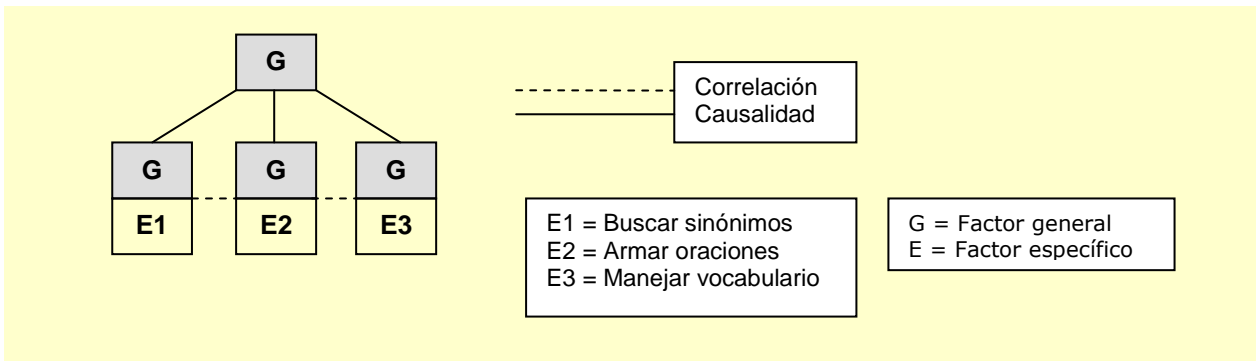 G
G G G
E1 E2 E3
Correlación
Causalidad
E1 = Buscar sinónimos
E2 = Armar oraciones
E3 = Manejar vocabulario
G = Factor general
E = Factor específico